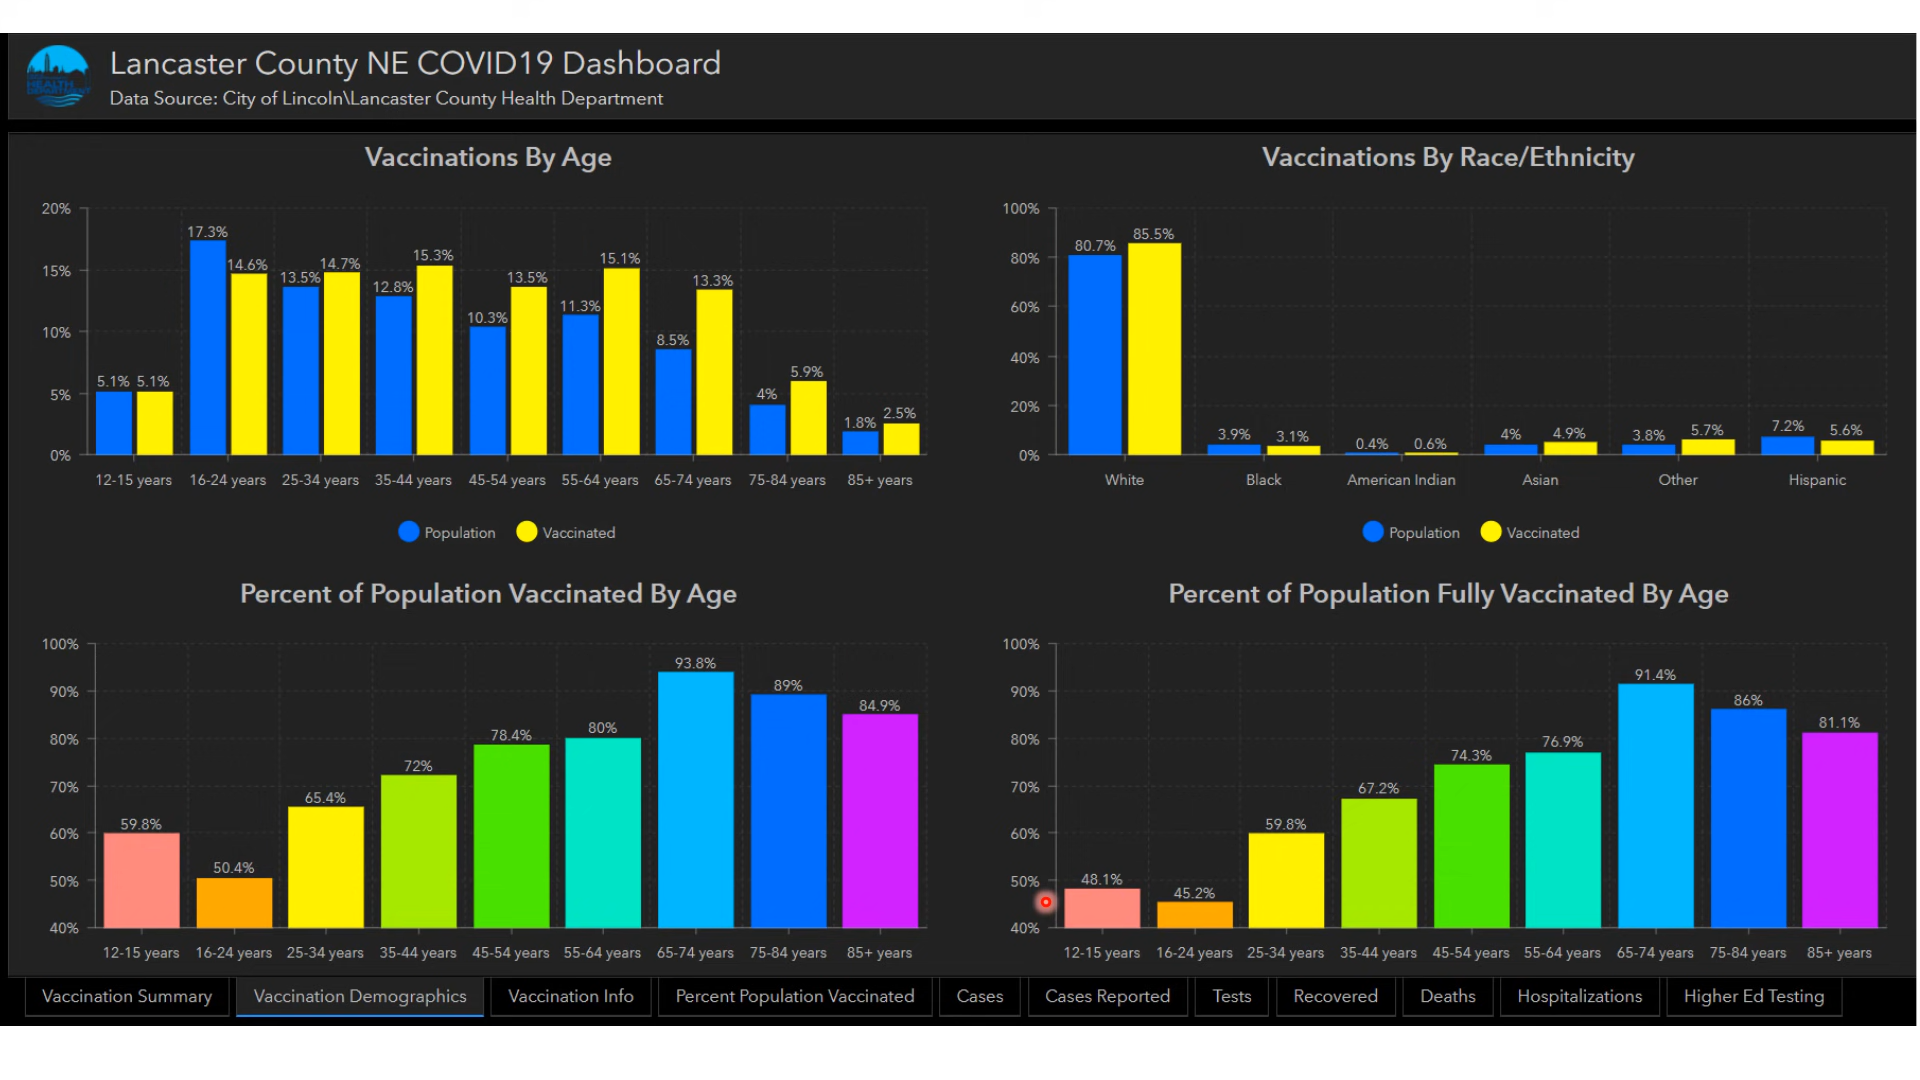 Lancaster County NE COVID19 Dashboard
Data Source: City of Lincoln\Lancaster County Health Department
HEALTH
Vaccinations By Age
20%
15%
10%
5%
0%
5.1% 5.1%
17.3% 14.6%
13.5% 14.7%
12.8% 15.3%
10.3% 13.5%
11.3% 15.1%
8.5% 13.3%
4% 5.9%
1.8% 2.5%
12-15 years 16-24 years 25-34 years 35-44 years 45-54 years 55-64 years 65-74 years 75-84 years 85+ years
Population Vaccinated
Vaccinations By Race/Ethnicity
100%
80%
60%
40%
20%
0%
80.7% 85.5%
3.9% 3.1%
0.4% 0.6%
4% 4.9%
3.8% 5.7%
7.2% 5.6%
White Black American Indian Asian Other Hispanic
Population Vaccinated
Percent of Population Vaccinated By Age
100%
90%
80%
70%
60%
50%
40%
59.8% 50.4% 65.4% 72% 78.4% 80% 93.8% 89% 84.9%
12-15 years 16-24 years 25-34 years 35-44 years 45-54 years 55-64 years 65-74 years 75-84 years 85+ years
Percent of Population Fully Vaccinated By Age
100%
90%
80%
70%
60%
50%
40%
48.1% 45.2% 59.8% 67.2% 74.3% 76.9% 91.4% 86% 81.1%
12-15 years 16-24 years 25-34 years 35-44 years 45-54 years 55-64 years 65-74 years 75-84 years 85+ years
Vaccination Summary Vaccination Demographics Vaccination Info Percent Population Vaccinated Cases Cases Reported Tests Recovered Deaths Hospitalizations Higher Ed Testing